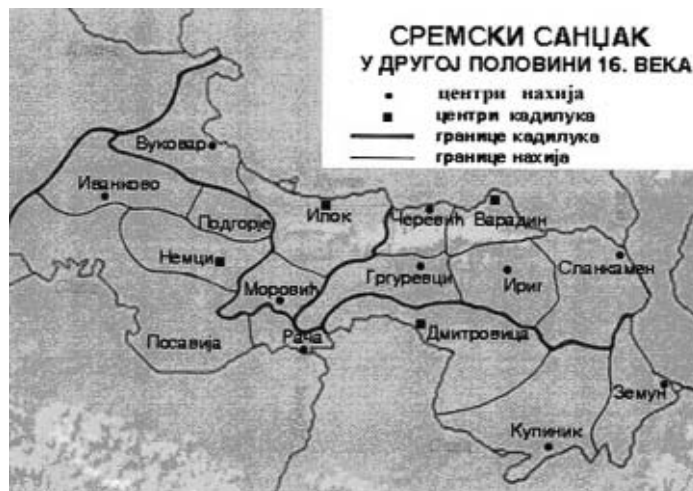 СРЕМСКИ САНЏАК
У ДРУГОЈ ПОЛОВИНИ 16. ВЕКА
центри нахија
центри кадилука
границе кадилука
границе нахија
Вуковар
Иванково
Подгорје
Илок
Черевић
Варадин
Немци
Моровић
Гргуревци
Ириг
Сланкамен
Посавија
Рача
Дмитровица
Земун
Купиник